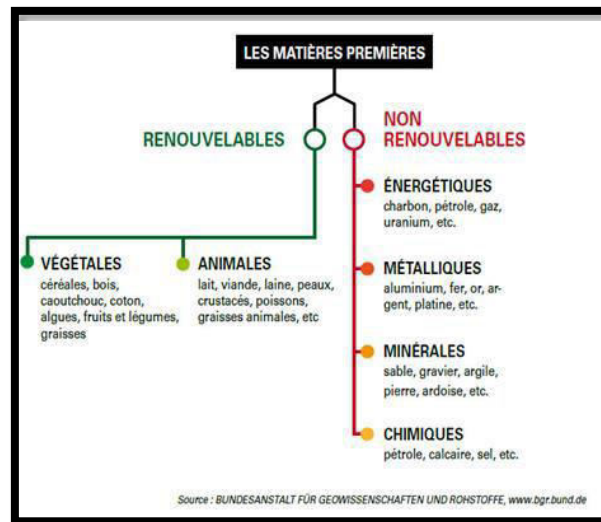 LES MATIÈRES PREMIÈRES
RENOUVELABLES
NON
RENOUVELABLES
VÉGÉTALES
céréales, bois,
caoutchouc, coton,
algues, fruits et légumes,
graisses
ANIMALES
lait, viande, laine, peaux,
crustacés, poissons,
graisses animales, etc
ÉNERGÉTIQUES
charbon, pétrole, gaz,
uranium, etc.
MÉTALLIQUES
aluminium, fer, or, ar-
gent, platine, etc.
MINÉRALES
sable, gravier, argile,
pierre, ardoise, etc.
CHIMIQUES
pétrole, calcaire, sel, etc.
Source : BUNDESANSTALT FÜR GEOWISSENSCHAFTEN UND ROHSTOFFE, www.bgr.bund.de